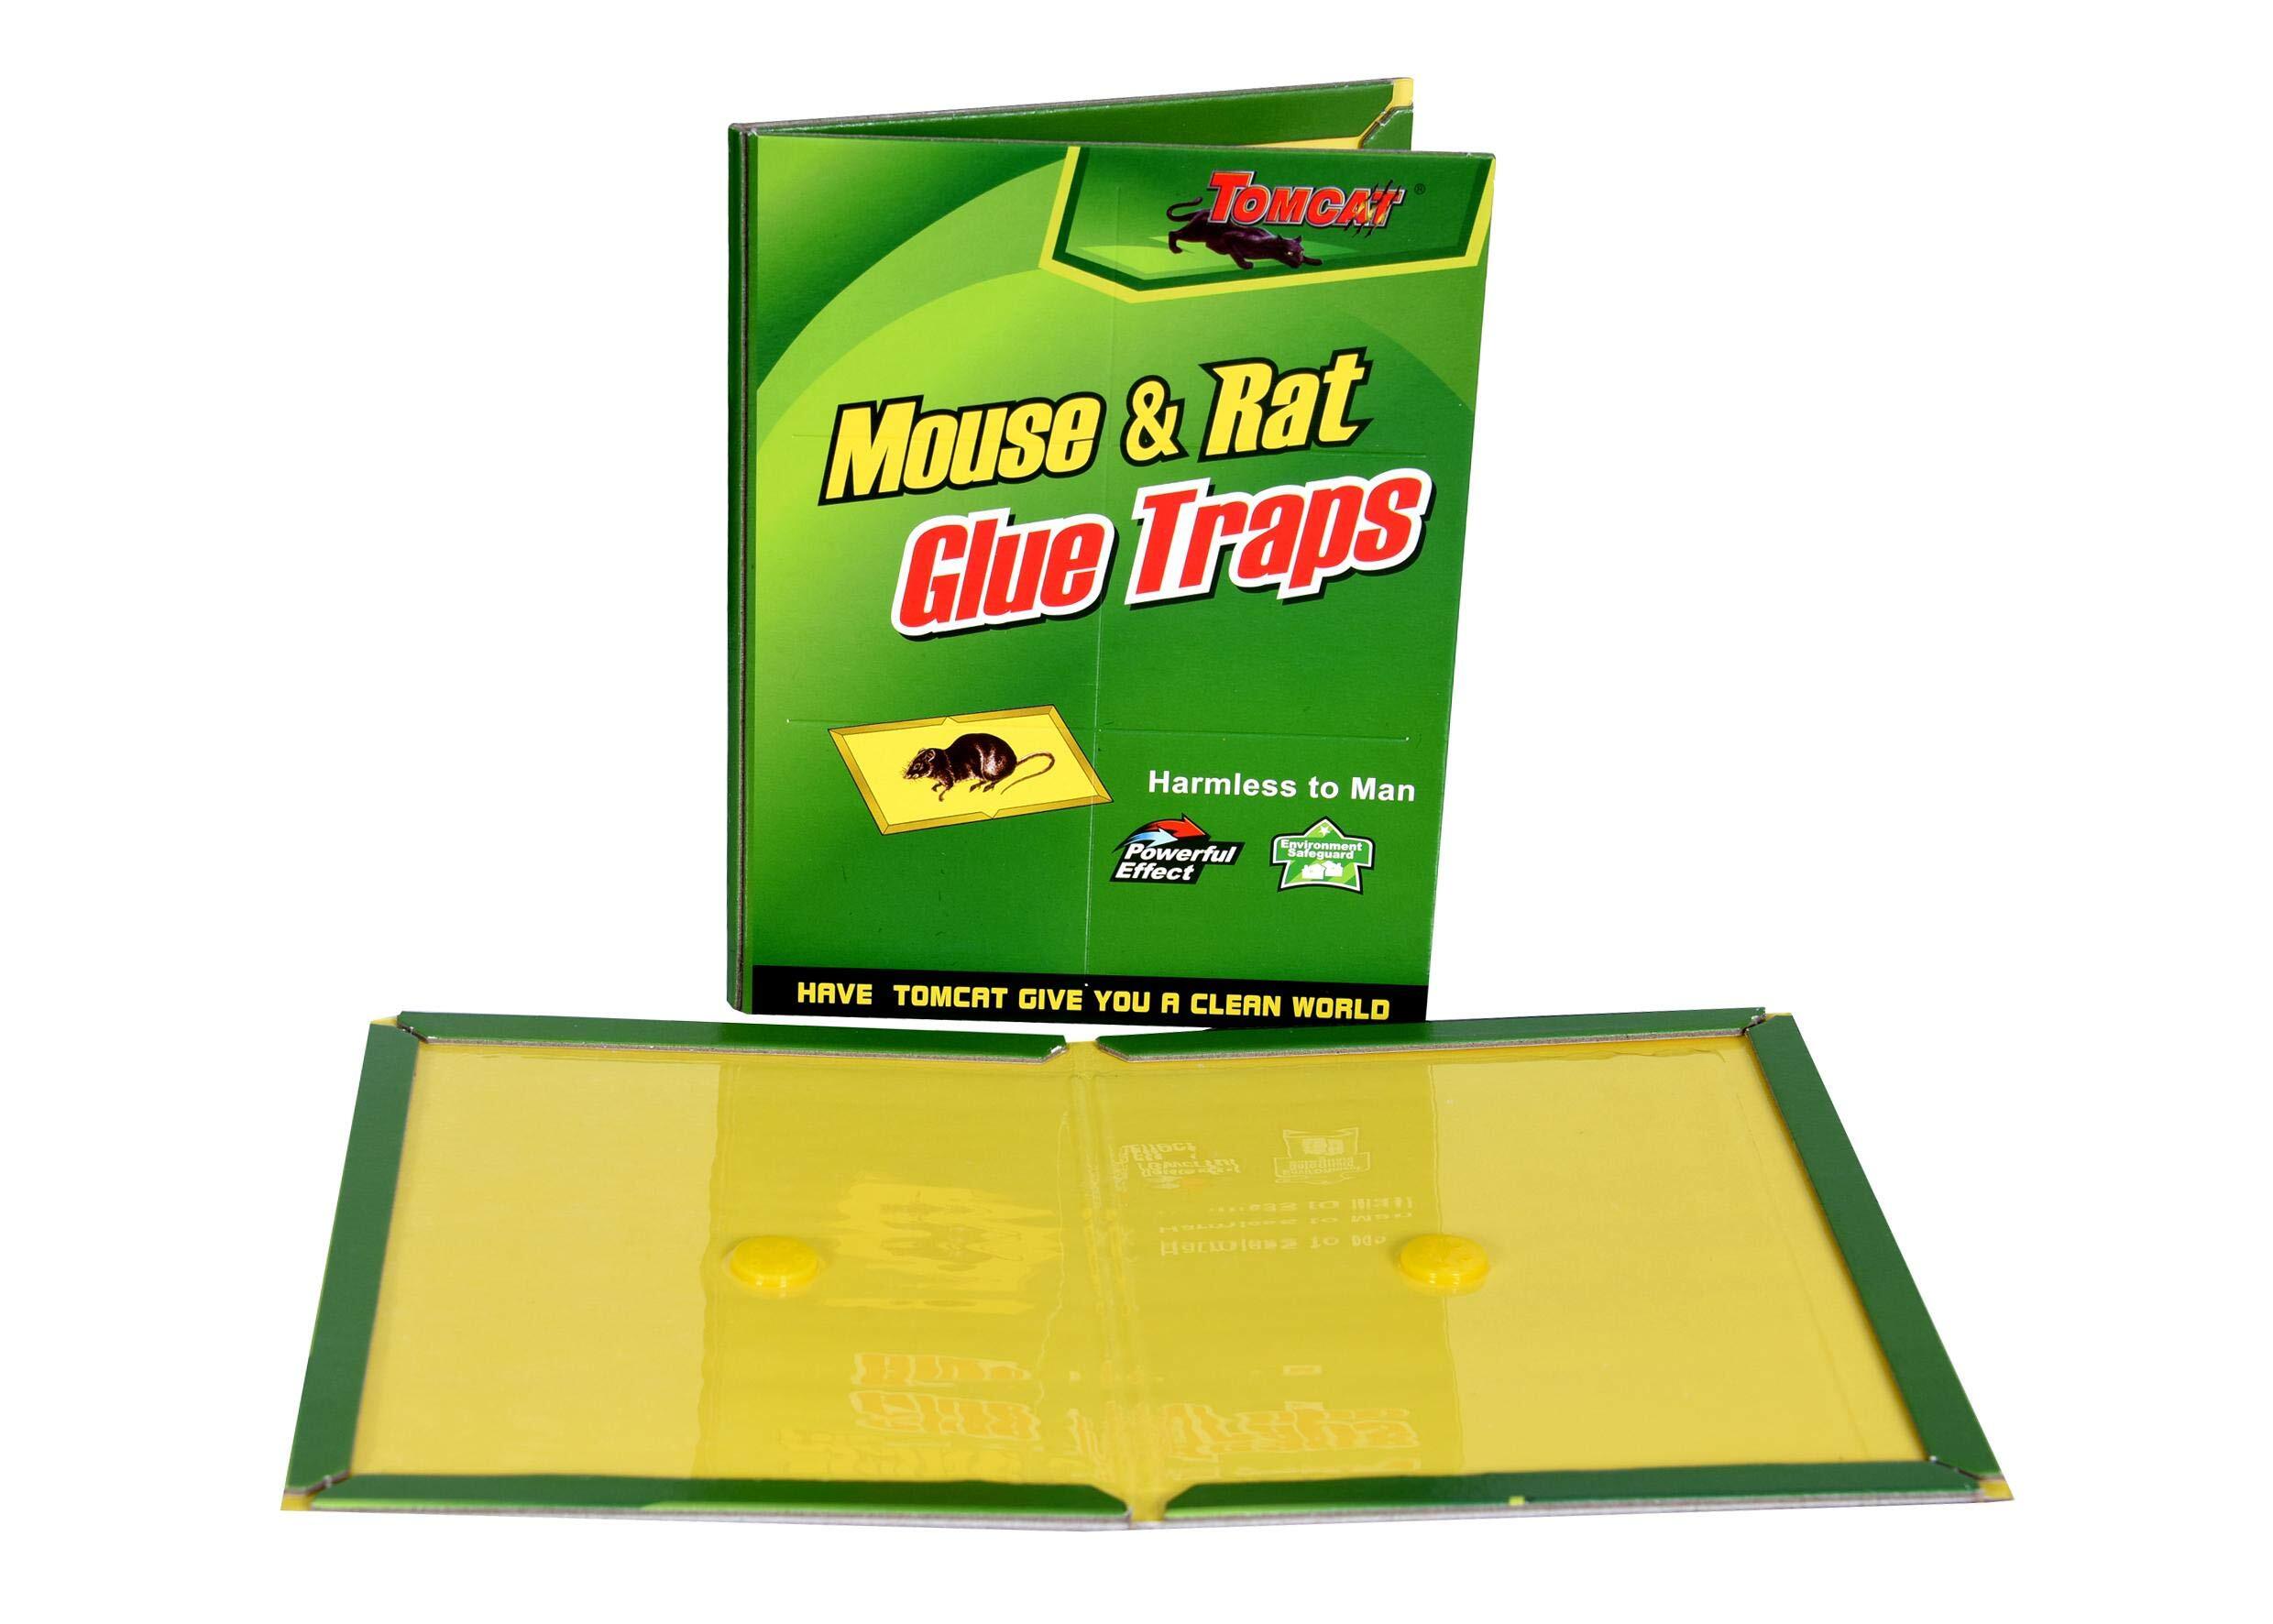 TOMCAT ®
Mouse & Rat
Glue Traps
Harmless to Man
Powerful
Effect
Environment
Safeguard
HAVE TOMCAT GIVE YOU A CLEAN WORLD